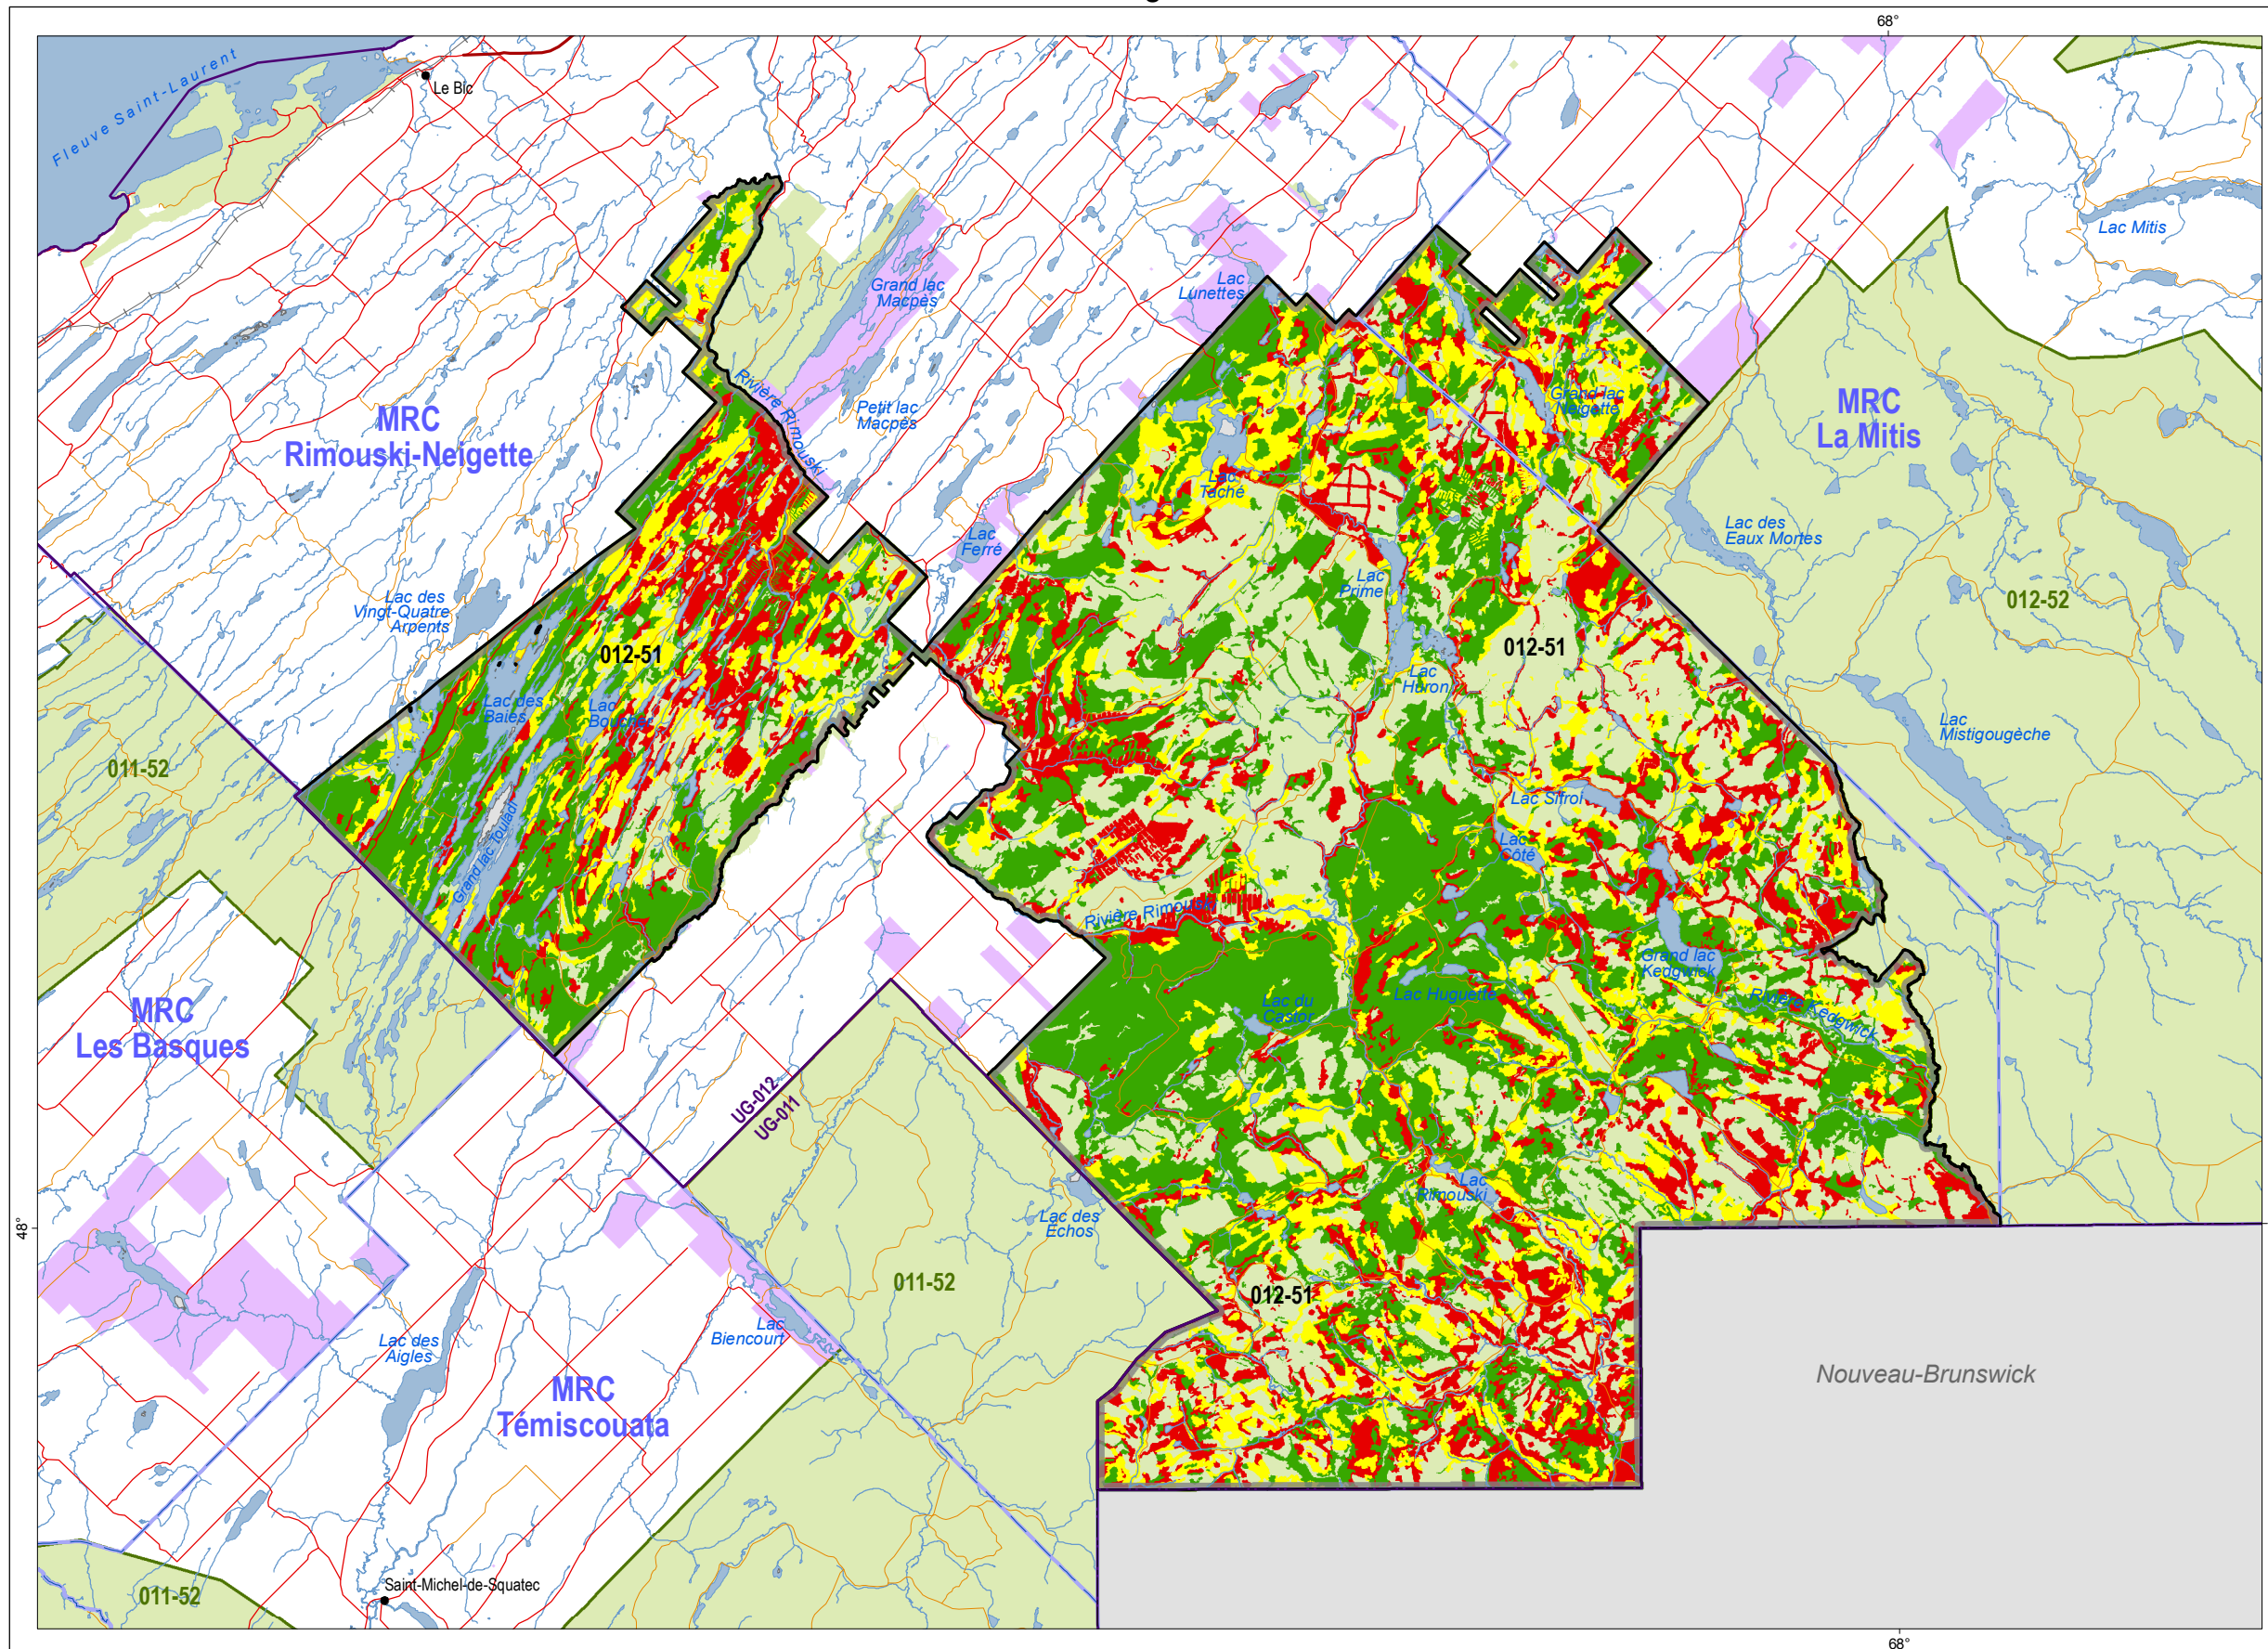 68°
Fleuve Saint-Laurent
Le Bic
Lac Mitis
Grand lac
Macpès
Lac
Lunettes
Rivière Rimouski
Petit lac
Macpès
Grand lac
Neigette
MRC
Rimouski-Neigette
MRC
La Mitis
Lac
Taché
Lac des
Eaux Mortes
Lac
Ferré
Lac
Prime
Lac des
Vingt-Quatre
Arpents
012-52
012-51
012-51
Lac
Huron
Lac des
Baies
Lac
Boucher
Lac
Mistigougèche
011-52
Lac Sifroi
Grand lac Touladi
Lac
Côté
Rivière Rimouski
Grand lac
Kedgwick
Lac du
Castor
Lac Huguette
Rivière Kedgwick
MRC
Les Basques
UG-012
UG-011
Lac
Rimouski
Lac des
Echos
48°
011-52
012-51
Lac
Biencourt
Lac des
Aigles
MRC
Témiscouata
Nouveau-Brunswick
Saint-Michel-de-Squatec
011-52
68°